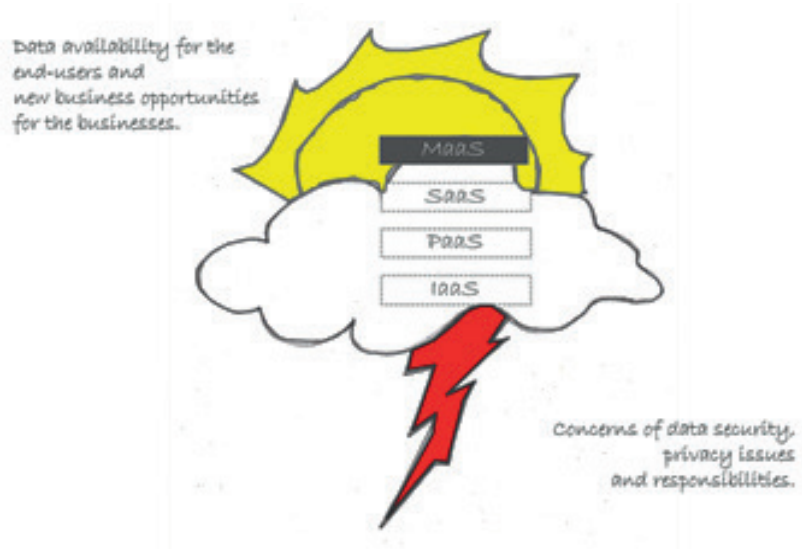 Data availability for the
end-users and
new business opportunities
for the businesses.
MaaS
SaaS
PaaS
IaaS
Concerns of data security,
privacy issues
and responsibilities.